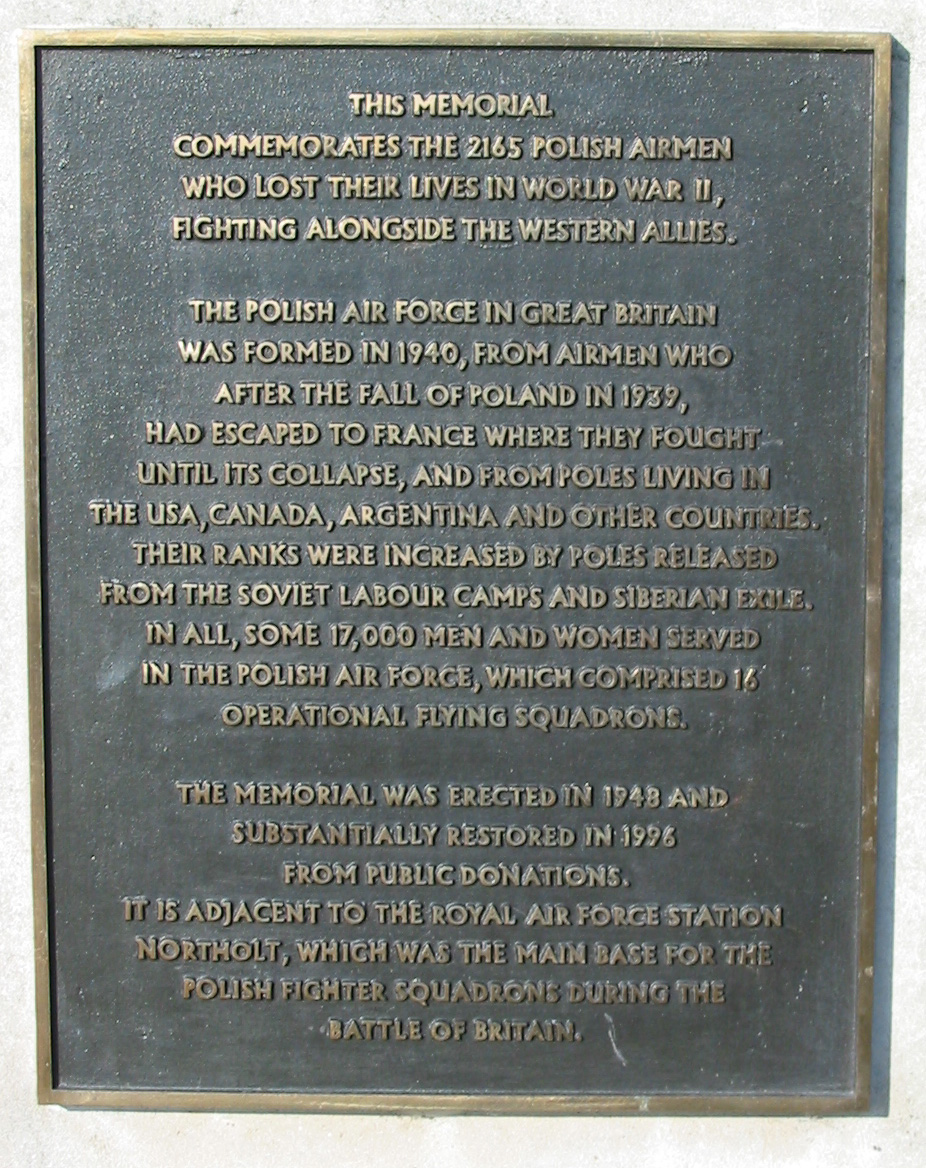 THIS MEMORIAL
COMMEMORATES THE 2165 POLISH AIRMEN
WHO LOST THEIR LIVES IN WORLD WAR II,
FIGHTING ALONGSIDE THE WESTERN ALLIES.
THE POLISH AIR FORCE IN GREAT BRITAIN
WAS FORMED IN 1940, FROM AIRMEN WHO
AFTER THE FALL OF POLAND IN 1939,
HAD ESCAPED TO FRANCE WHERE THEY FOUGHT
UNTIL ITS COLLAPSE, AND FROM POLES LIVING IN
THE USA, CANADA, ARGENTINA AND OTHER COUNTRIES.
THEIR RANKS WERE INCREASED BY POLES RELEASED
FROM THE SOVIET LABOUR CAMPS AND SIBERIAN EXILE.
IN ALL, SOME 17,000 MEN AND WOMEN SERVED
IN THE POLISH AIR FORCE, WHICH COMPRISED 16
OPERATIONAL FLYING SQUADRONS.
THE MEMORIAL WAS ERECTED IN 1948 AND
SUBSTANTIALLY RESTORED IN 1996
FROM PUBLIC DONATIONS.
IT IS ADJACENT TO THE ROYAL AIR FORCE STATION
NORTHOLT, WHICH WAS THE MAIN BASE FOR THE
POLISH FIGHTER SQUADRONS DURING THE
BATTLE OF BRITAIN.